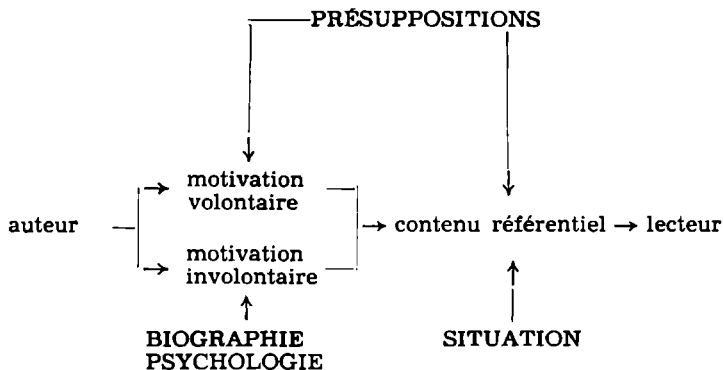 PRÉSUPPOSITIONS
motivation
volontaire
auteur
contenu référentiel
lecteur
motivation
involontaire
BIOGRAPHIE
PSYCHOLOGIE
SITUATION